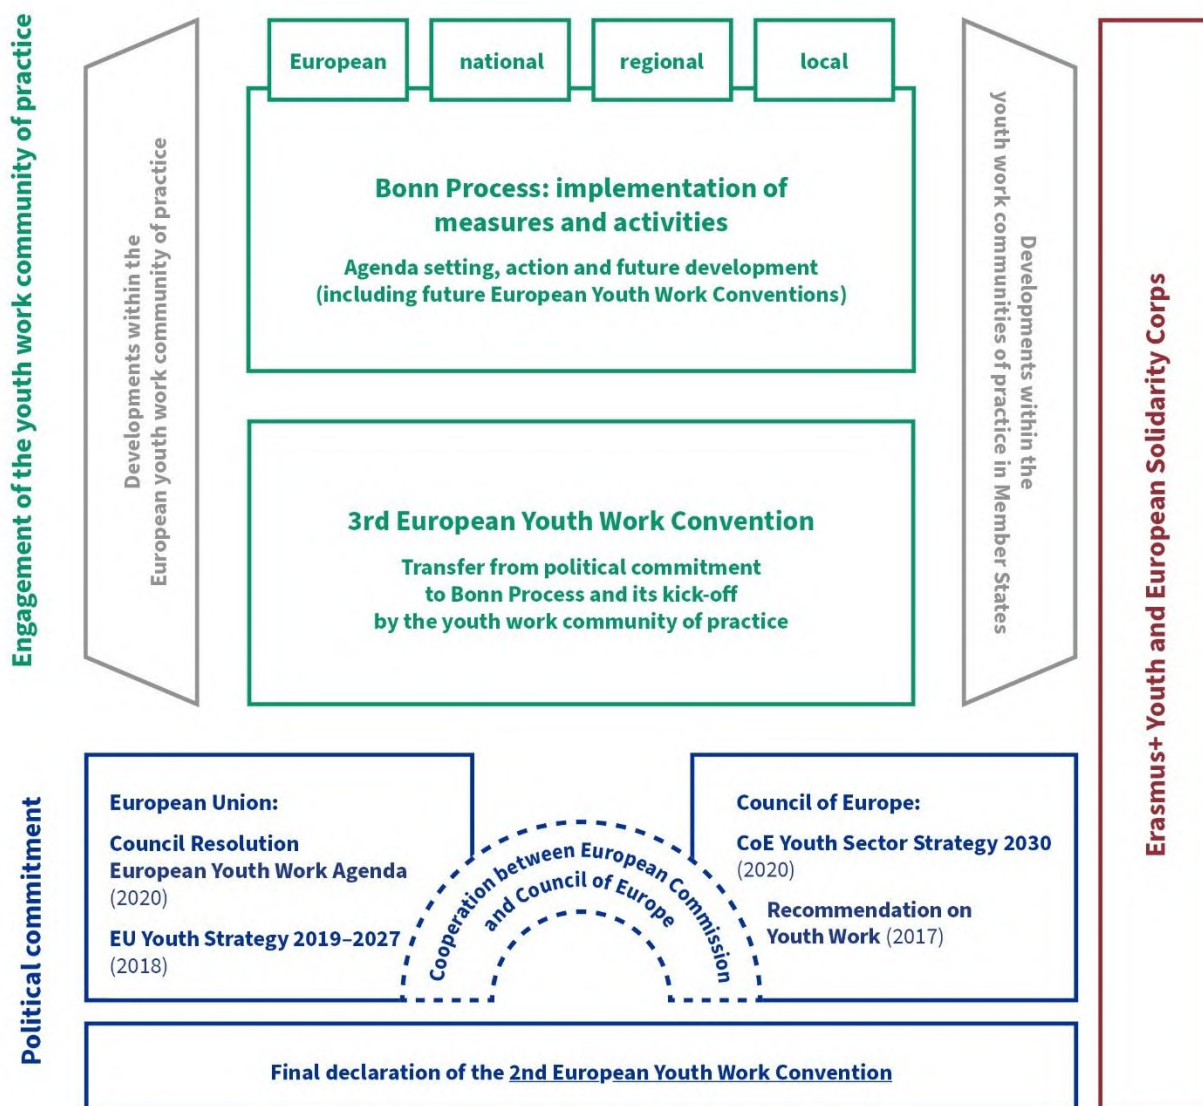 Engagement of the youth work community of practice
Developments within the
European youth work community of practice
European
national
regional
local
Bonn Process: implementation of
measures and activities
Agenda setting, action and future development
(including future European Youth Work Conventions)
3rd European Youth Work Convention
Transfer from political commitment
to Bonn Process and its kick-off
by the youth work community of practice
Developments within the
youth work communities of practice in Member States
Erasmus+ Youth and European Solidarity Corps
Political commitment
European Union:
Council Resolution
European Youth Work Agenda
(2020)
EU Youth Strategy 2019–2027
(2018)
Cooperation between European Commission
and Council of Europe
Council of Europe:
CoE Youth Sector Strategy 2030
(2020)
Recommendation on
Youth Work (2017)
Final declaration of the 2nd European Youth Work Convention